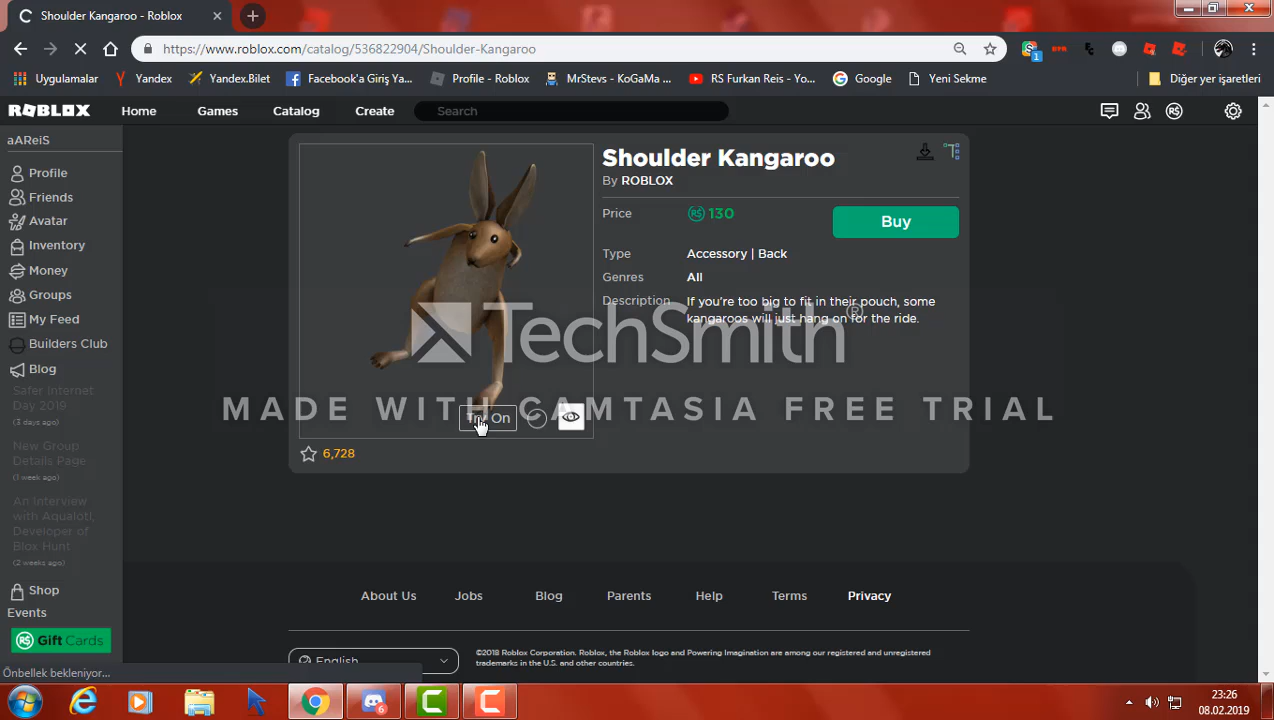 Shoulder Kangaroo - Roblox
https://www.roblox.com/catalog/536822904/Shoulder-Kangaroo
Uygulamalar
Yandex
Yandex.Bilet
Facebook'a Giriş Ya...
Profile - Roblox
MrStevs - KoGaMa ...
RS Furkan Reis - Yo...
Google
Yeni Sekme
Diğer yer işaretleri
ROBLOX
Home
Games
Catalog
Create
Search
aAReiS
Profile
Friends
Avatar
Inventory
Money
Groups
My Feed
Builders Club
Blog
Safer Internet
Day 2019
(3 days ago)
New Group
Details Page
(1 week ago)
An Interview
with Aqualotl,
Developer of
Blox Hunt
(2 weeks ago)
Shop
Events
Gift Cards
Shoulder Kangaroo
By ROBLOX
Price
R$ 130
Buy
Type
Accessory | Back
Genres
All
Description
If you're too big to fit in their pouch, some
kangaroos will just hang on for the ride.
Try On
6,728
TechSmith®
MADE WITH CAMTASIA FREE TRIAL
About Us
Jobs
Blog
Parents
Help
Terms
Privacy
English
©2018 Roblox Corporation. Roblox, the Roblox logo and Powering Imagination are among our registered and unregistered
trademarks in the U.S. and other countries.
Önbellek bekleniyor...
23:26
08.02.2019